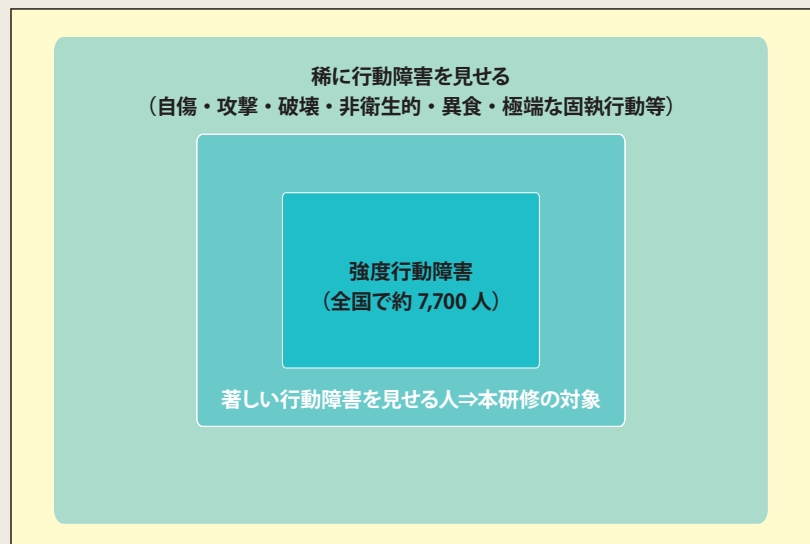 稀に行動障害を見せる
（自傷・攻撃・破壊・非衛生的・異食・極端な固執行動等）
強度行動障害
（全国で約 7,700 人）
著しい行動障害を見せる人⇒本研修の対象